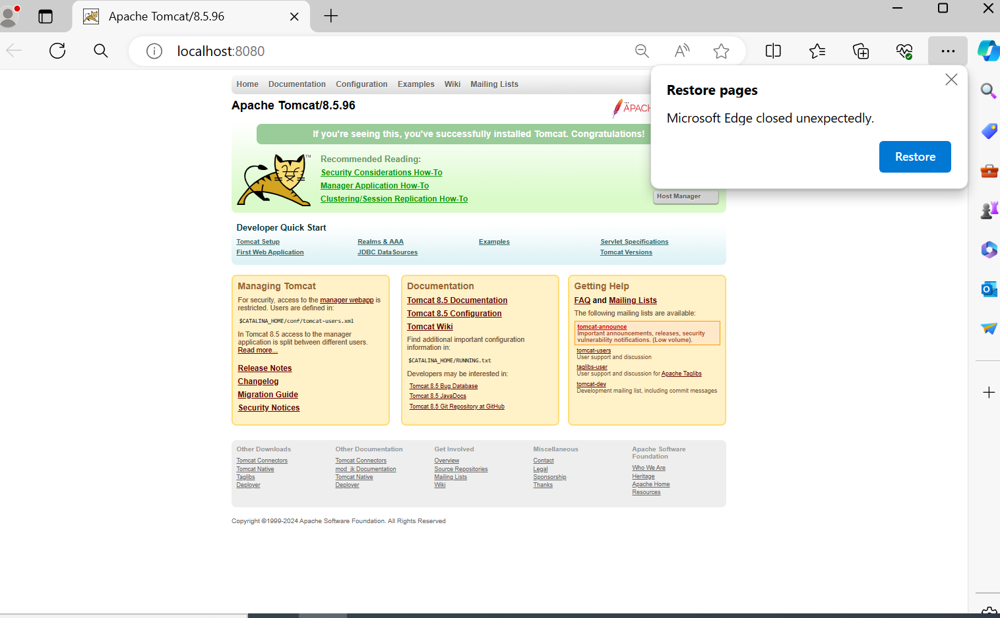 Apache Tomcat/8.5.96
localhost:8080
Restore pages
Microsoft Edge closed unexpectedly.
Restore
Home Documentation Configuration Examples Wiki Mailing Lists
Apache Tomcat/8.5.96
If you're seeing this, you've successfully installed Tomcat. Congratulations!
TM
Recommended Reading:
Security Considerations How-To
Manager Application How-To
Clustering/Session Replication How-To
Host Manager
Developer Quick Start
Tomcat Setup
First Web Application
Realms & AAA
JDBC DataSources
Examples
Servlet Specifications
Tomcat Versions
Managing Tomcat
For security, access to the manager webapp is
restricted. Users are defined in:
$CATALINA_HOME/conf/tomcat-users.xml
In Tomcat 8.5 access to the manager
application is split between different users.
Read more...
Release Notes
Changelog
Migration Guide
Security Notices
Documentation
Tomcat 8.5 Documentation
Tomcat 8.5 Configuration
Tomcat Wiki
Find additional important configuration
information in:
$CATALINA_HOME/RUNNING.txt
Developers may be interested in:
Tomcat 8.5 Bug Database
Tomcat 8.5 JavaDocs
Tomcat 8.5 Git Repository at GitHub
Getting Help
FAQ and Mailing Lists
The following mailing lists are available:
tomcat-announce
Important announcements, releases, security
vulnerability notifications. (Low volume).
tomcat-users
User support and discussion
taglibs-user
User support and discussion for Apache Taglibs
tomcat-dev
Development mailing list, including commit messages
Other Downloads
Tomcat Connectors
Tomcat Native
Taglibs
Deployer
Other Documentation
Tomcat Connectors
mod_jk Documentation
Tomcat Native
Deployer
Get Involved
Overview
Source Repositories
Mailing Lists
Wiki
Miscellaneous
Contact
Legal
Sponsorship
Thanks
Apache Software
Foundation
Who We Are
Heritage
Apache Home
Resources
Copyright ©1999-2024 Apache Software Foundation. All Rights Reserved